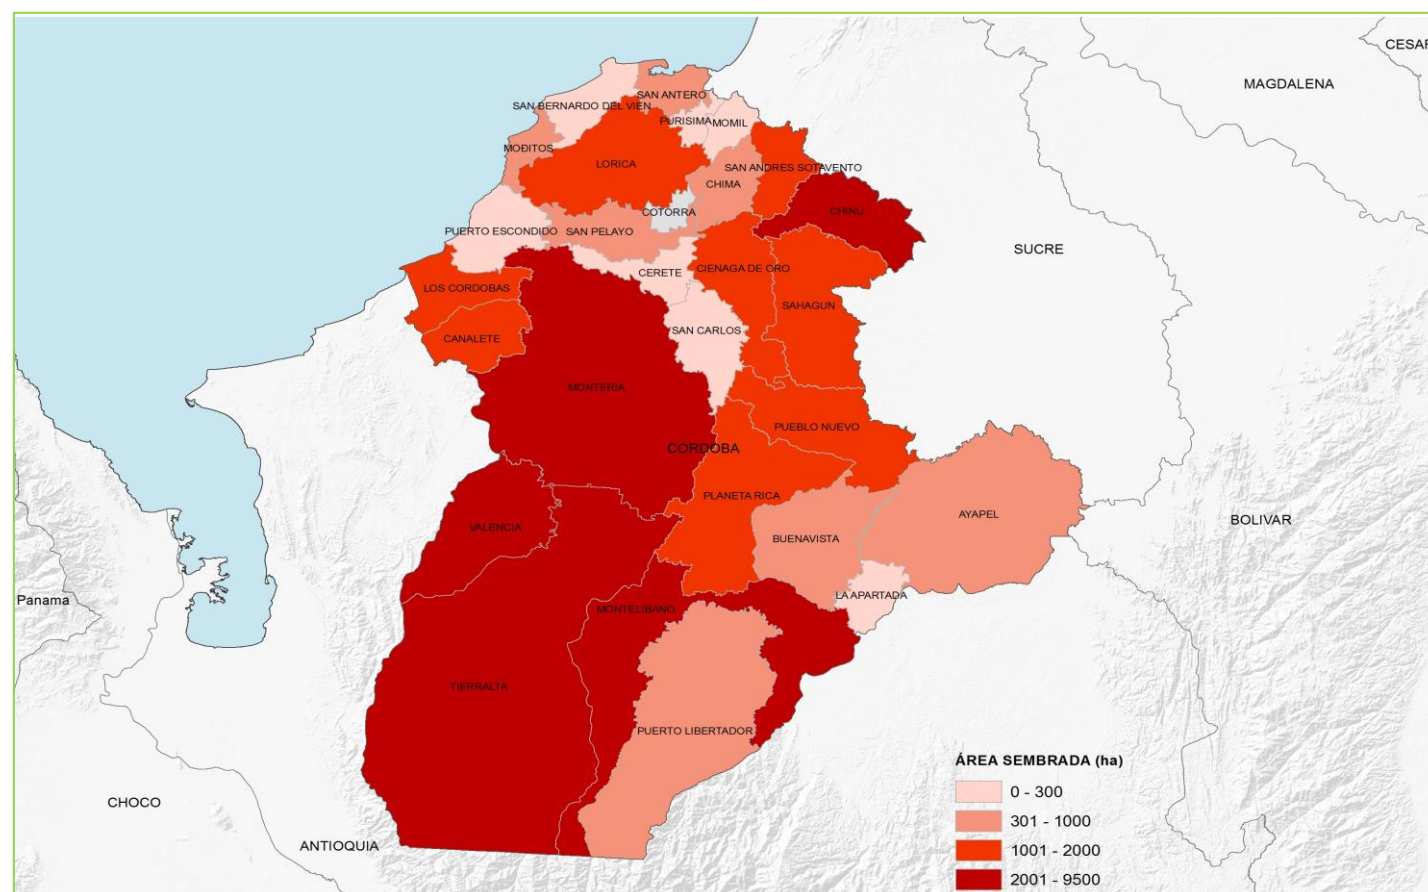 CESAR
MAGDALENA
SAN ANTERO
SAN BERNARDO DEL VIEN
PURISIMA
MOMIL
MOÐITOS
LORICA
SAN ANDRES SOTAVENTO
CHIMA
COTORRA
CHINU
PUERTO ESCONDIDO
SAN PELAYO
SUCRE
CERETE
CIENAGA DE ORO
LOS CORDOBAS
SAHAGUN
SAN CARLOS
CANALETE
MONTERIA
PUEBLO NUEVO
CORDOBA
PLANETA RICA
AYAPEL
BOLIVAR
VALENCIA
BUENAVISTA
Panama
LA APARTADA
MONTELIBANO
TIERRALTA
PUERTO LIBERTADOR
CHOCO
ANTIOQUIA
ÁREA SEMBRADA (ha)
0 - 300
301 - 1000
1001 - 2000
2001 - 9500